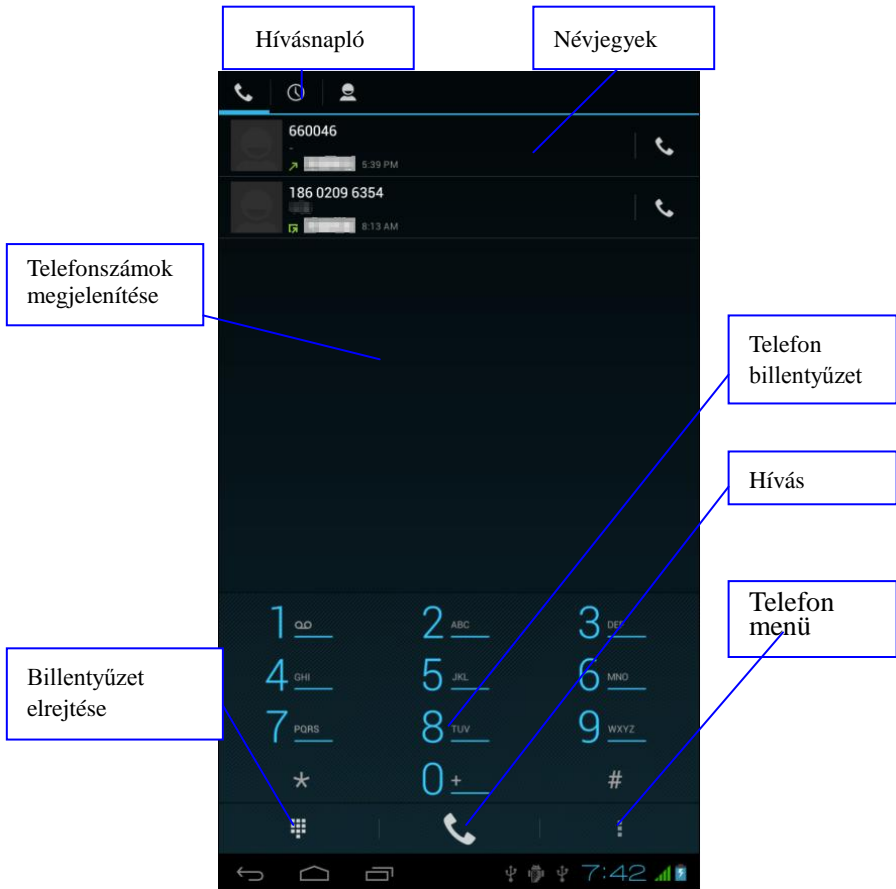 Hívásnapló
Névjegyek
660046
-
5:39 PM
186 0209 6354
8:13 AM
Telefonszámok
megjelenítése
Telefon
billentyűzet
Hívás
Telefon
menü
Billentyűzet
elrejtése
1
2 ABC
3 DEF
4 GHI
5 JKL
6 MNO
7 PQRS
8 TUV
9 WXYZ
*
0 +
#
7:42